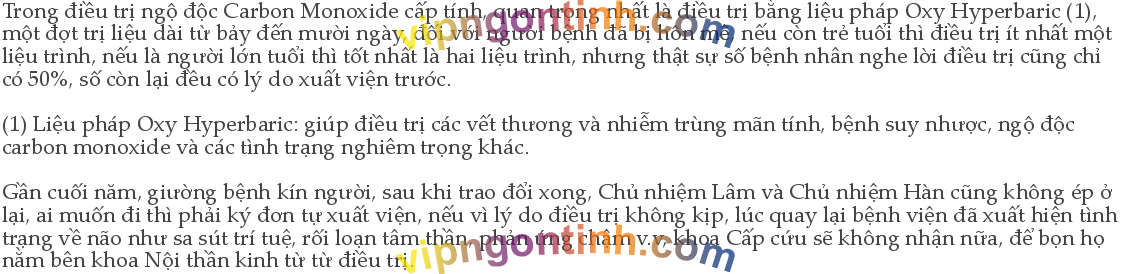 Trong điều trị ngộ độc Carbon Monoxide cấp tính, quan trọng nhất là điều trị bằng liệu pháp Oxy Hyperbaric (1),
một đợt trị liệu dài từ bảy đến mười ngày, đối với người bệnh đã bị hôn mê, nếu còn trẻ tuổi thì điều trị ít nhất một
liệu trình, nếu là người lớn tuổi thì tốt nhất là hai liệu trình, nhưng thật sự số bệnh nhân nghe lời điều trị cũng chỉ
có 50%, số còn lại đều có lý do xuất viện trước.
(1) Liệu pháp Oxy Hyperbaric: giúp điều trị các vết thương và nhiễm trùng mãn tính, bệnh suy nhược, ngộ độc
carbon monoxide và các tình trạng nghiêm trọng khác.
Gần cuối năm, giường bệnh kín người, sau khi trao đổi xong, Chủ nhiệm Lâm và Chủ nhiệm Hàn cũng không ép ở
lại, ai muốn đi thì phải ký đơn tự xuất viện, nếu vì lý do điều trị không kịp, lúc quay lại bệnh viện đã xuất hiện tình
trạng về não như sa sút trí tuệ, rối loạn tâm thần, phản ứng chậm v.v, khoa Cấp cứu sẽ không nhận nữa, để bọn họ
nằm bên khoa Nội thần kinh từ từ điều trị.
vipngontinh.com
vipngontinh.com